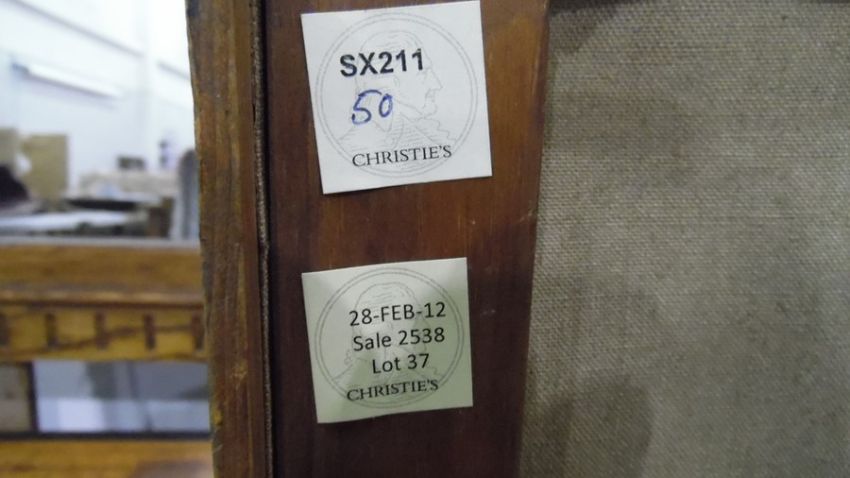 SX211
50
CHRISTIE'S
28-FEB-12
Sale 2538
Lot 37
CHRISTIE'S